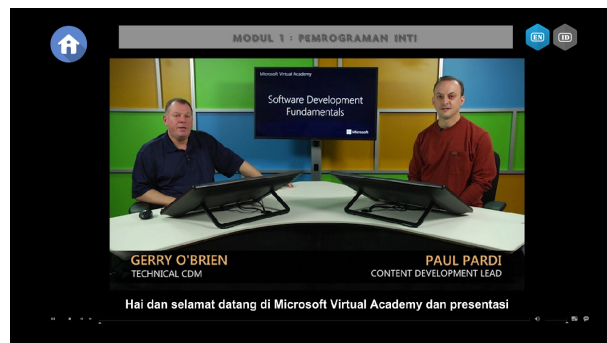 MODUL 1 : PEMROGRAMAN INTI
EN
ID
Microsoft Virtual Academy
Software Development
Fundamentals
Microsoft
GERRY O'BRIEN
TECHNICAL CDM
PAUL PARDI
CONTENT DEVELOPMENT LEAD
Hai dan selamat datang di Microsoft Virtual Academy dan presentasi